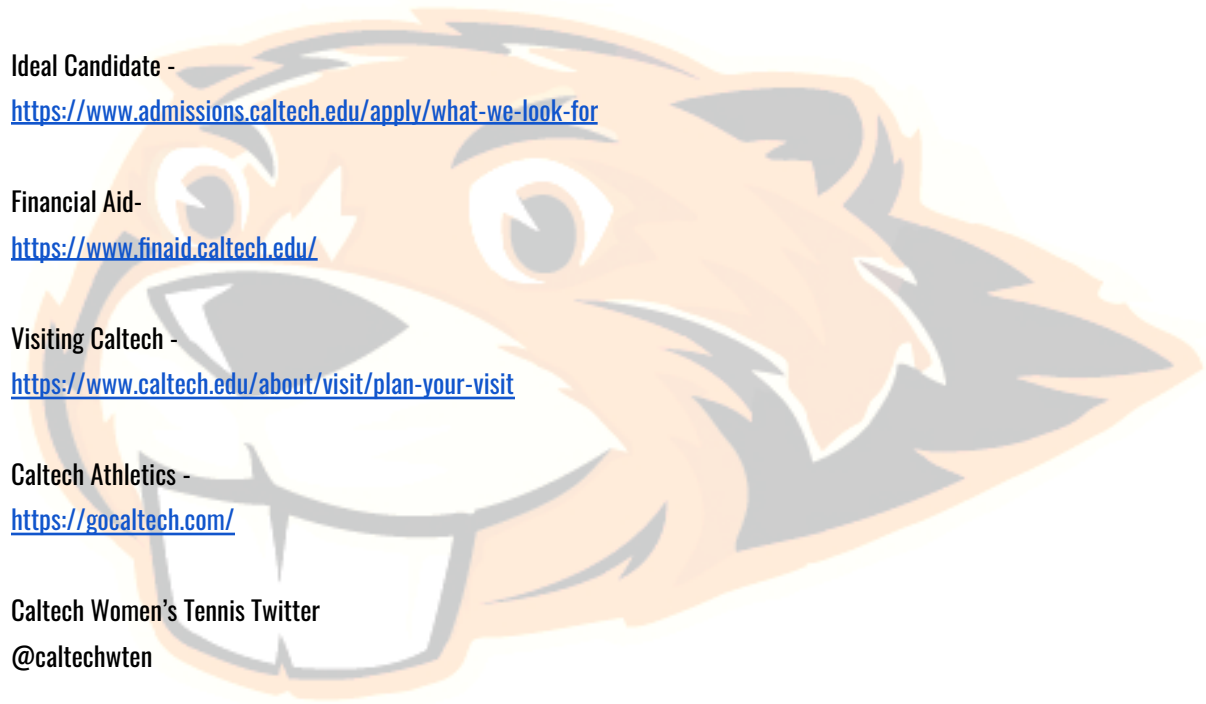 Ideal Candidate -
https://www.admissions.caltech.edu/apply/what-we-look-for
Financial Aid-
https://www.finaid.caltech.edu/
Visiting Caltech -
https://www.caltech.edu/about/visit/plan-your-visit
Caltech Athletics -
https://gocaltech.com/
Caltech Women’s Tennis Twitter
@caltechwten